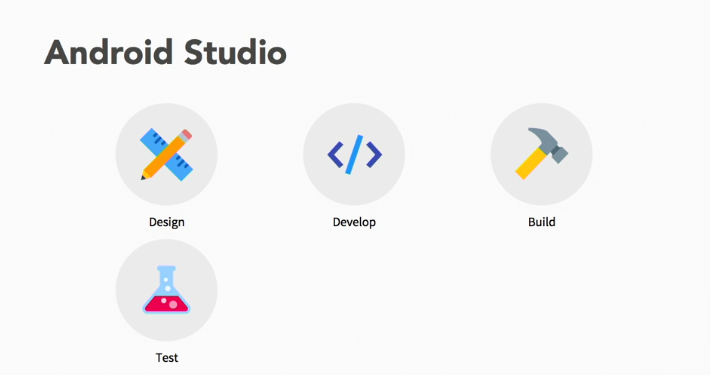 Android Studio
Design
Develop
Build
Test